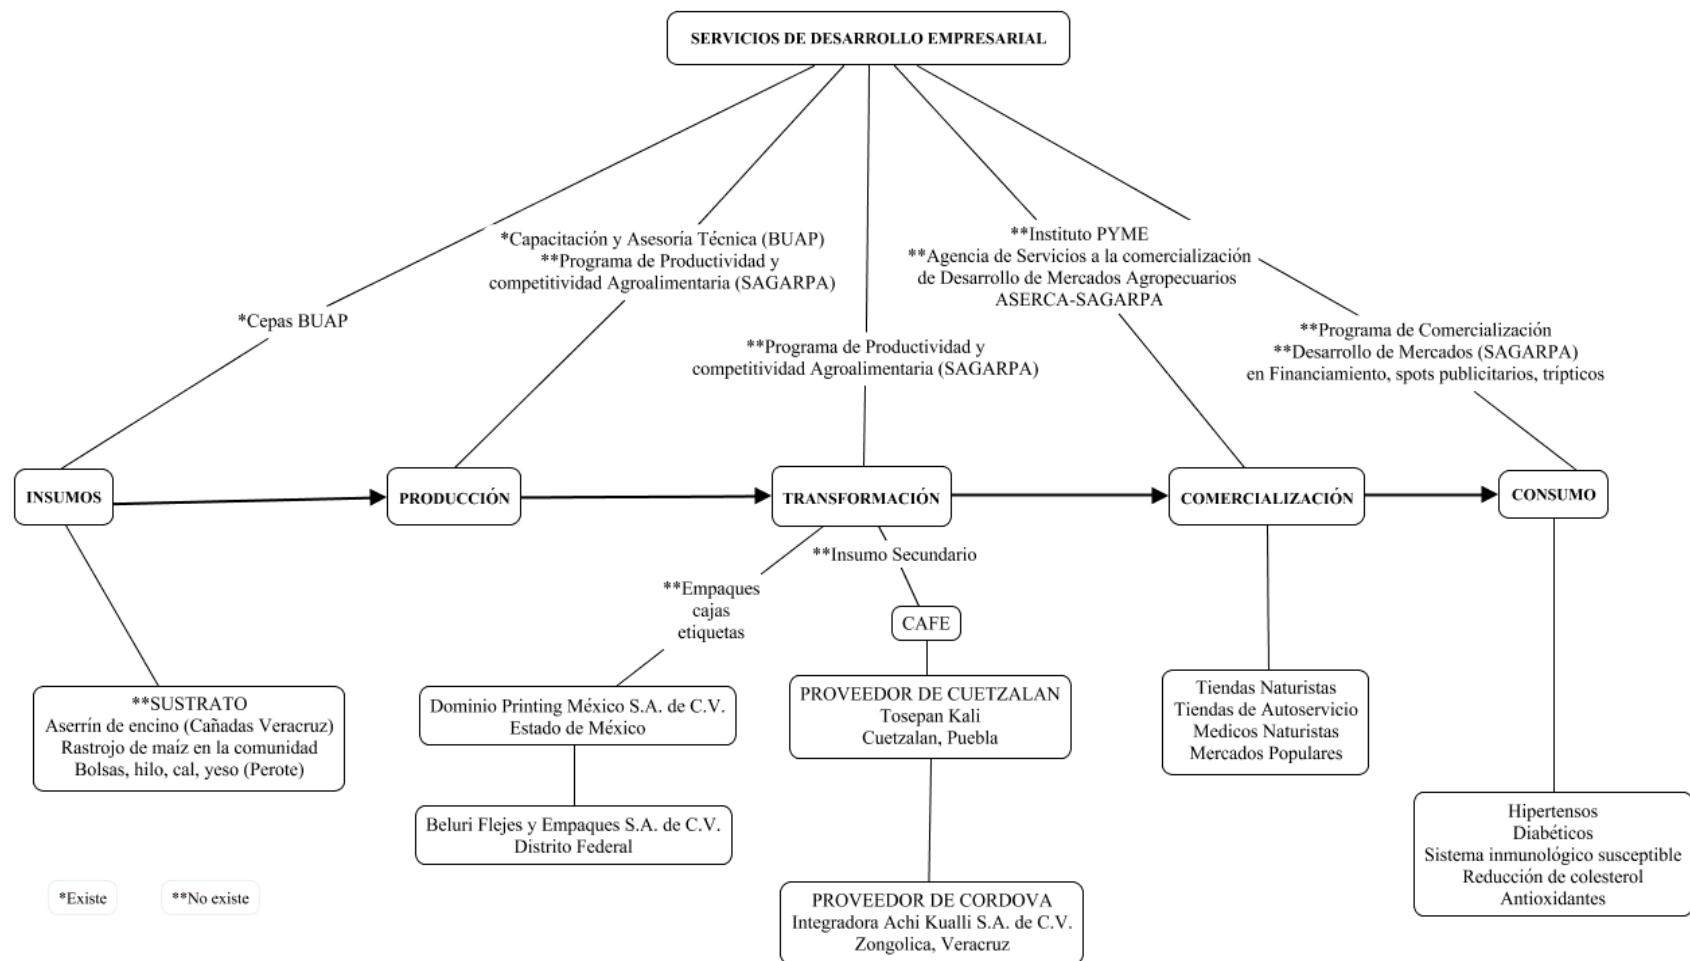 SERVICIOS DE DESARROLLO EMPRESARIAL
*Capacitación y Asesoría Técnica (BUAP)
**Programa de Productividad y
competitividad Agroalimentaria (SAGARPA)
**Instituto PYME
**Agencia de Servicios a la comercialización
de Desarrollo de Mercados Agropecuarios
ASERCA-SAGARPA
*Cepas BUAP
**Programa de Productividad y
competitividad Agroalimentaria (SAGARPA)
**Programa de Comercialización
**Desarrollo de Mercados (SAGARPA)
en Financiamiento, spots publicitarios, trípticos
INSUMOS
PRODUCCIÓN
TRANSFORMACIÓN
COMERCIALIZACIÓN
CONSUMO
**Insumo Secundario
**Empaques
cajas
etiquetas
CAFE
**SUSTRATO
Aserrín de encino (Cañadas Veracruz)
Rastrojo de maíz en la comunidad
Bolsas, hilo, cal, yeso (Perote)
Dominio Printing México S.A. de C.V.
Estado de México
PROVEEDOR DE CUETZALAN
Tosepan Kali
Cuetzalan, Puebla
Tiendas Naturistas
Tiendas de Autoservicio
Medicos Naturistas
Mercados Populares
Beluri Flejes y Empaques S.A. de C.V.
Distrito Federal
Hipertensos
Diabéticos
Sistema inmunológico susceptible
Reducción de colesterol
Antioxidantes
*Existe
**No existe
PROVEEDOR DE CORDOVA
Integradora Achi Kualli S.A. de C.V.
Zongolica, Veracruz